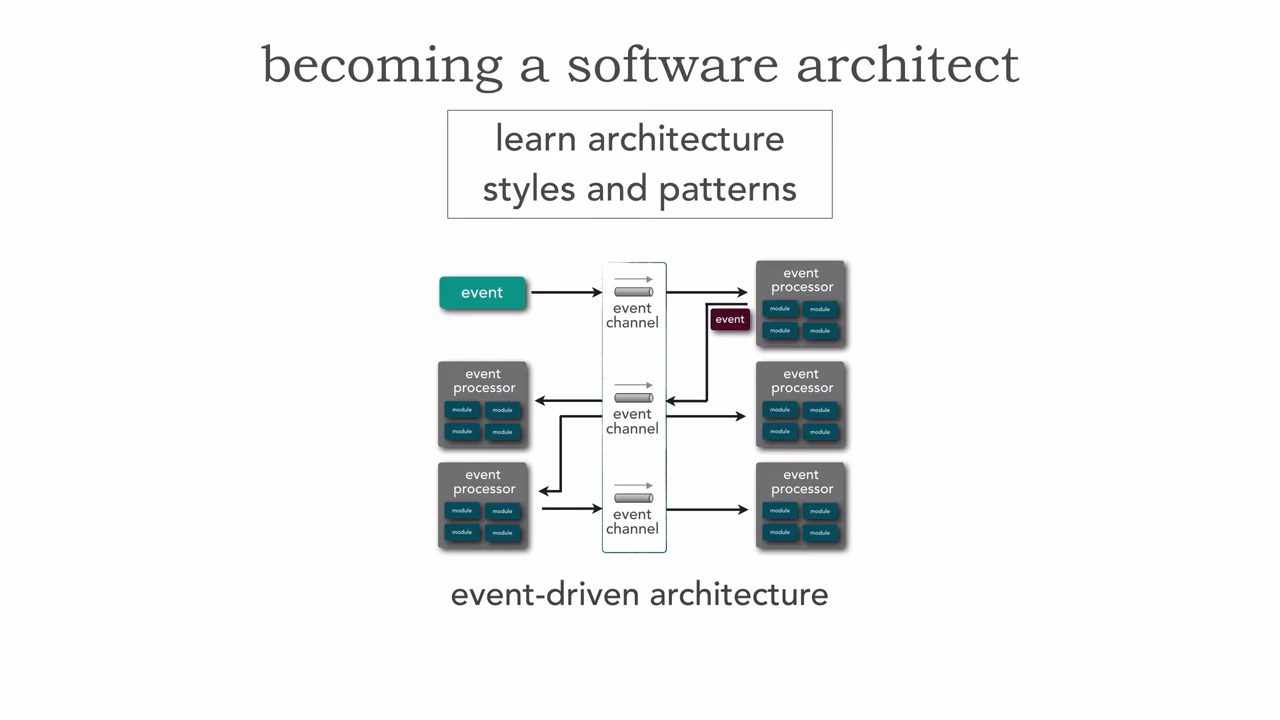 becoming a software architect
learn architecture
styles and patterns
event
event
channel
event
processor
module module
module module
event
event
processor
module module
module module
event
channel
event
processor
module module
module module
event
processor
module module
module module
event
channel
event
processor
module module
module module
event-driven architecture